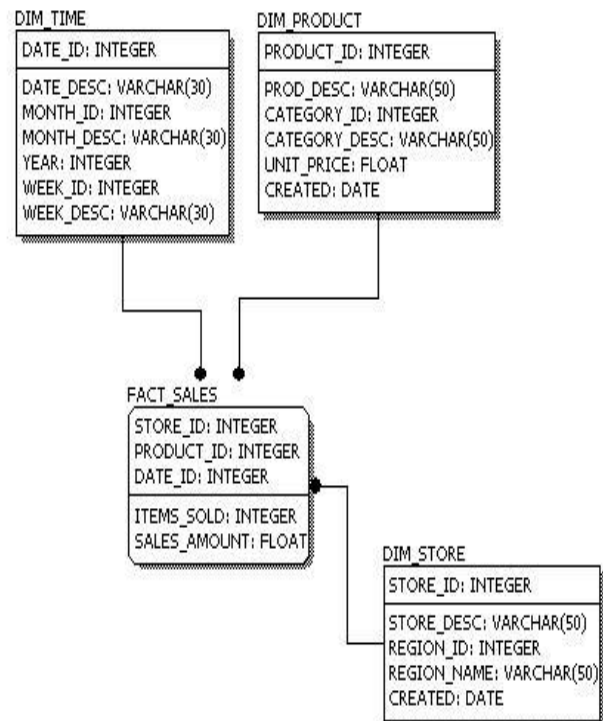 DIM_TIME
DATE_ID: INTEGER
DATE_DESC: VARCHAR(30)
MONTH_ID: INTEGER
MONTH_DESC: VARCHAR(30)
YEAR: INTEGER
WEEK_ID: INTEGER
WEEK_DESC: VARCHAR(30)
DIM_PRODUCT
PRODUCT_ID: INTEGER
PROD_DESC: VARCHAR(50)
CATEGORY_ID: INTEGER
CATEGORY_DESC: VARCHAR(50)
UNIT_PRICE: FLOAT
CREATED: DATE
FACT_SALES
STORE_ID: INTEGER
PRODUCT_ID: INTEGER
DATE_ID: INTEGER
ITEMS_SOLD: INTEGER
SALES_AMOUNT: FLOAT
DIM_STORE
STORE_ID: INTEGER
STORE_DESC: VARCHAR(50)
REGION_ID: INTEGER
REGION_NAME: VARCHAR(50)
CREATED: DATE